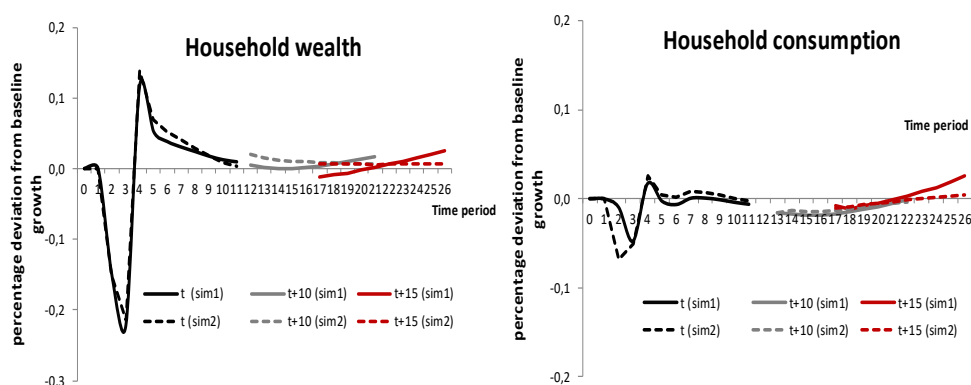 Household wealth
percentage deviation from baseline
growth
0,2
0,1
0,0
-0,1
-0,2
-0,3
0 1 2 3 4 5 6 7 8 9 10 11 12 13 14 15 16 17 18 19 20 21 22 23 24 25 26
Time period
t (sim1) t+10 (sim1) t+15 (sim1)
t (sim2) t+10 (sim2) t+15 (sim2)
Household consumption
percentage deviation from baseline
growth
0,2
0,1
0,0
-0,1
-0,2
Time period
0 1 2 3 4 5 6 7 8 9 10 11 13 14 15 16 17 18 19 20 21 22 23 24 25 26
t (sim1) t+10 (sim1) t+15 (sim1)
t (sim2) t+10 (sim2) t+15 (sim2)